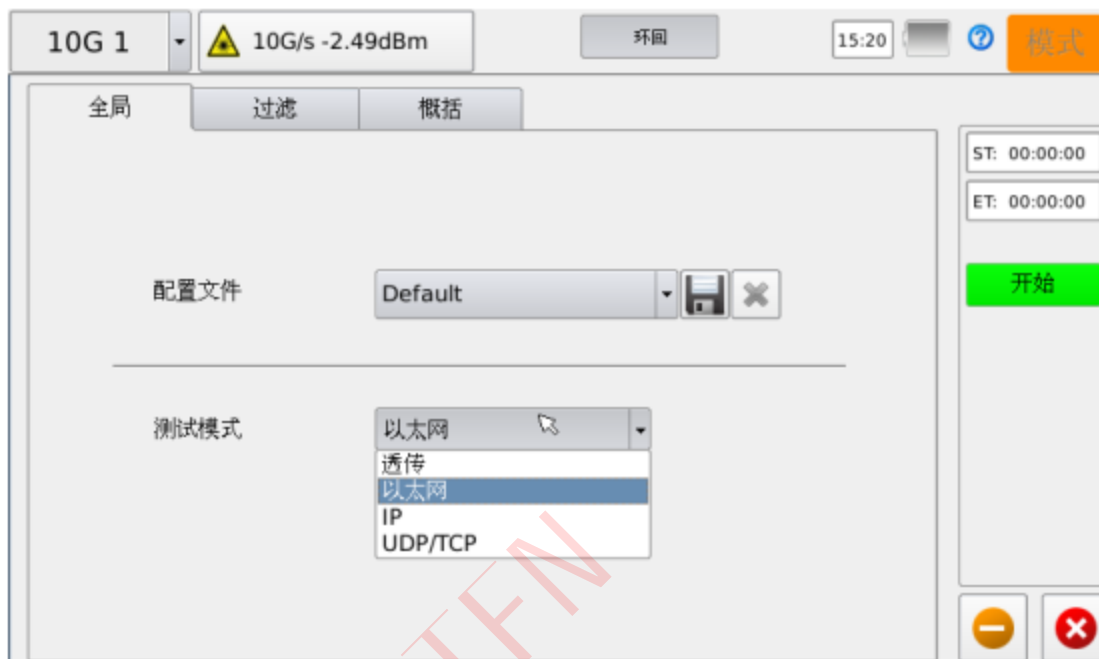 10G 1
10G/s -2.49dBm
环回
15:20
?
模式
全局
过滤
概括
ST: 00:00:00
ET: 00:00:00
开始
配置文件
Default
测试模式
以太网
透传
以太网
IP
UDP/TCP
TFN